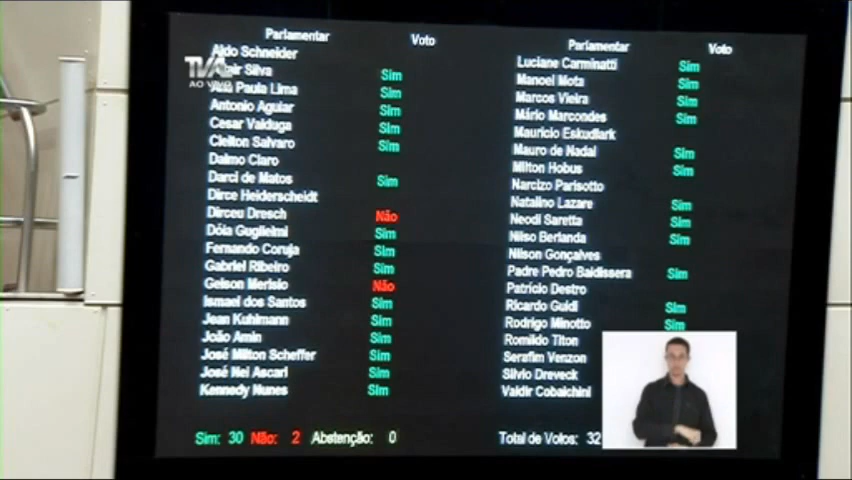 Parlamentar Voto
Aldo Schneider
Silva Sim
Ana Paula Lima Sim
Antonio Aguiar Sim
Cesar Valduga Sim
Cleiton Salvaro Sim
Dalmo Claro
Darci de Matos Sim
Dirce Heiderscheidt
Dirceu Dresch Não
Dóia Guglielmi Sim
Fernando Coruja Sim
Gabriel Ribeiro Sim
Gelson Merisio Não
Ismael dos Santos Sim
Jean Kuhlmann Sim
João Amin Sim
José Milton Scheffer Sim
José Nei Ascari Sim
Kennedy Nunes Sim
Parlamentar Voto
Luciane Carminatti Sim
Manoel Mota Sim
Marcos Vieira Sim
Mário Marcondes Sim
Maurício Eskudlark
Mauro de Nadal Sim
Milton Hobus Sim
Narcizo Parisotto
Natalino Lazare Sim
Neodi Saretta Sim
Nilso Berlanda Sim
Nilson Gonçalves
Padre Pedro Baldissera Sim
Patrício Destro
Ricardo Guidi Sim
Rodrigo Minotto Sim
Romildo Titon
Serafim Venzon
Silvio Dreveck
Valdir Cobalchini
Sim: 30 Não: 2 Abstenção: 0 Total de Votos: 32
TVAL
AO VIVO